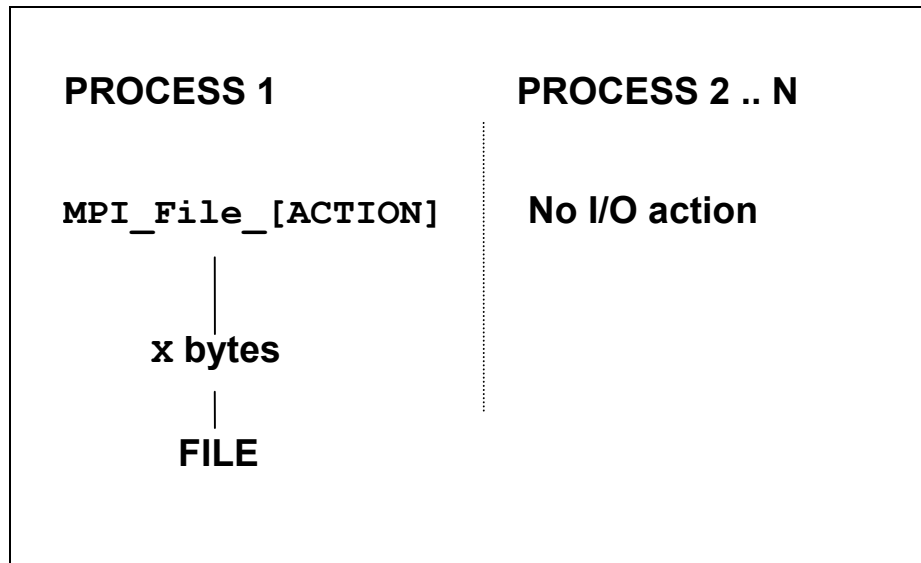 PROCESS 1
PROCESS 2 .. N
MPI_File_[ACTION]
No I/O action
x bytes
FILE